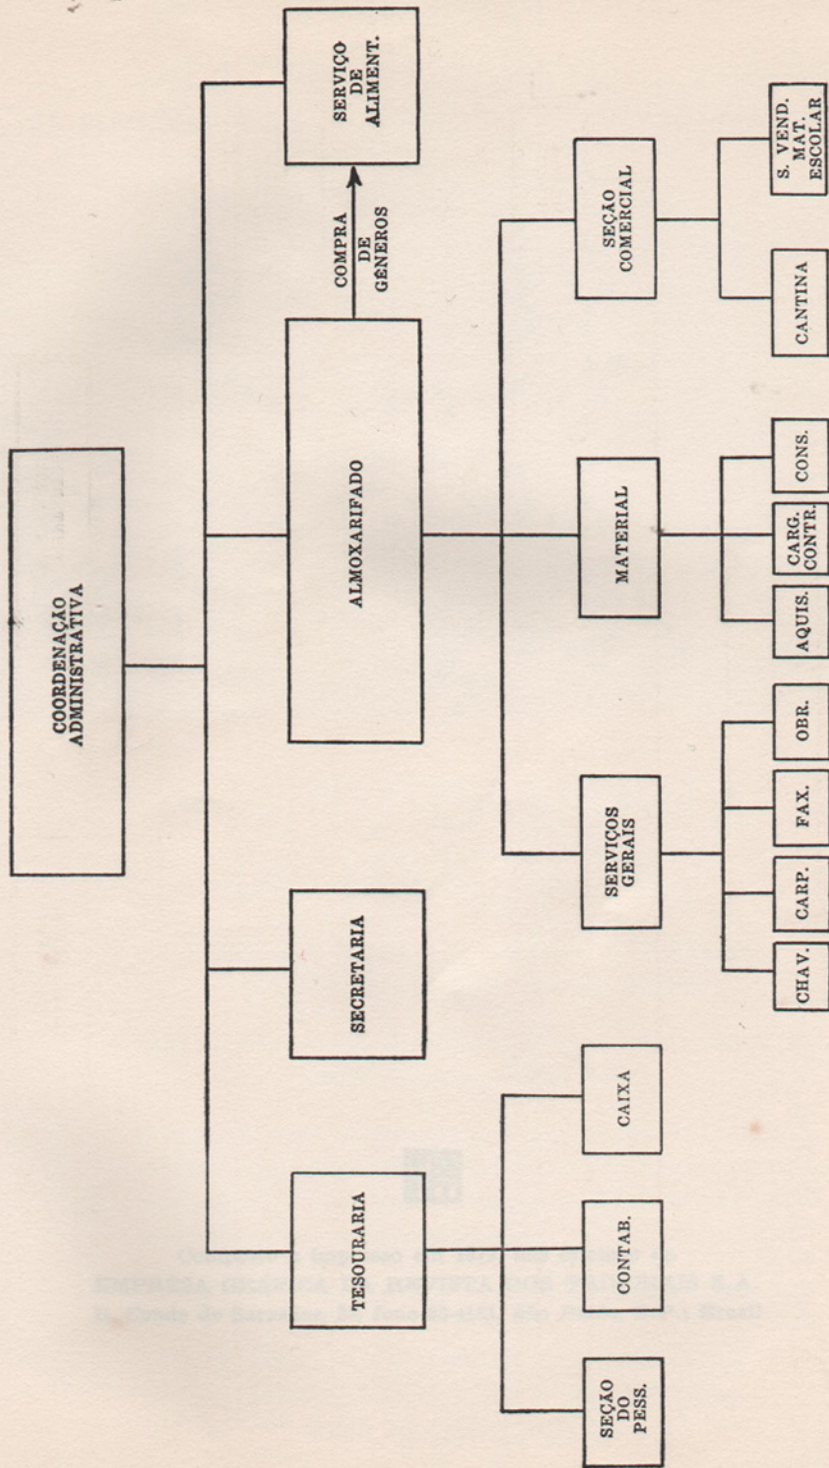 COORDENAÇÃO
ADMINISTRATIVA
TESOURARIA
SECRETARIA
ALMOXARIFADO
COMPRA
DE
GÊNEROS
SERVIÇO
DE
ALIMENT.
SEÇÃO
DO
PESS.
CONTAB.
CAIXA
SERVIÇOS
GERAIS
MATERIAL
SEÇÃO
COMERCIAL
CHAV.
CARP.
FAX.
OBR.
AQUIS.
CARG.
CONTR.
CONS.
CANTINA
S. VEND.
MAT.
ESCOLAR